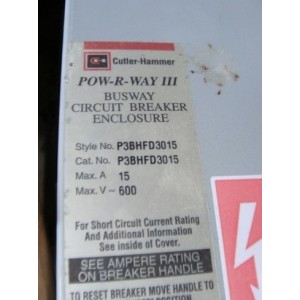 Cutler-Hammer
POW-R-WAY III
BUSWAY
CIRCUIT BREAKER
ENCLOSURE
Style No. P3BHFD3015
Cat. No. P3BHFD3015
Max. A 15
Max. V~ 600
For Short Circuit Current Rating
And Additional Information
See inside of Cover.
SEE AMPERE RATING
ON BREAKER HANDLE
TO RESET BREAKER MOVE HANDLE TO